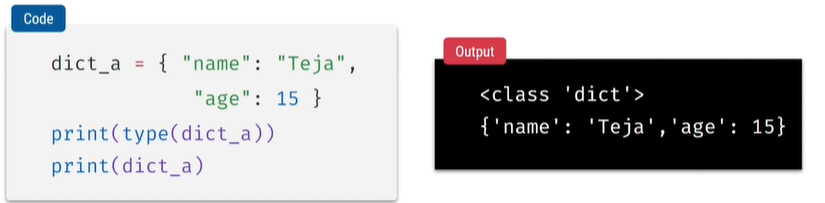 Code
dict_a = { "name": "Teja",
"age": 15 }
print(type(dict_a))
print(dict_a)
Output
<class 'dict'>
{'name': 'Teja','age': 15}